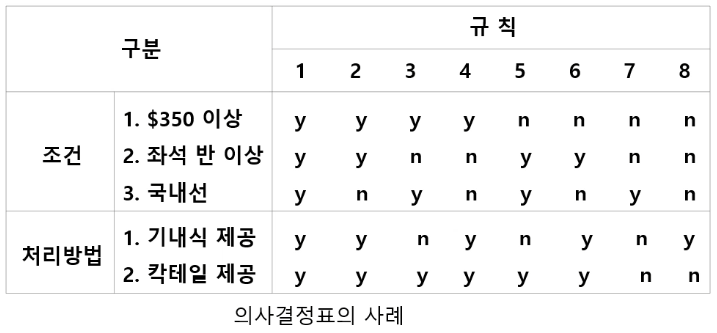 구분 규 칙
1 2 3 4 5 6 7 8
조건 1. $350 이상 y y y y n n n n
2. 좌석 반 이상 y y n n y y n n
3. 국내선 y n y n y n y n
처리방법 1. 기내식 제공 y y n y n y n y
2. 칵테일 제공 y y y y y y n n
의사결정표의 사례